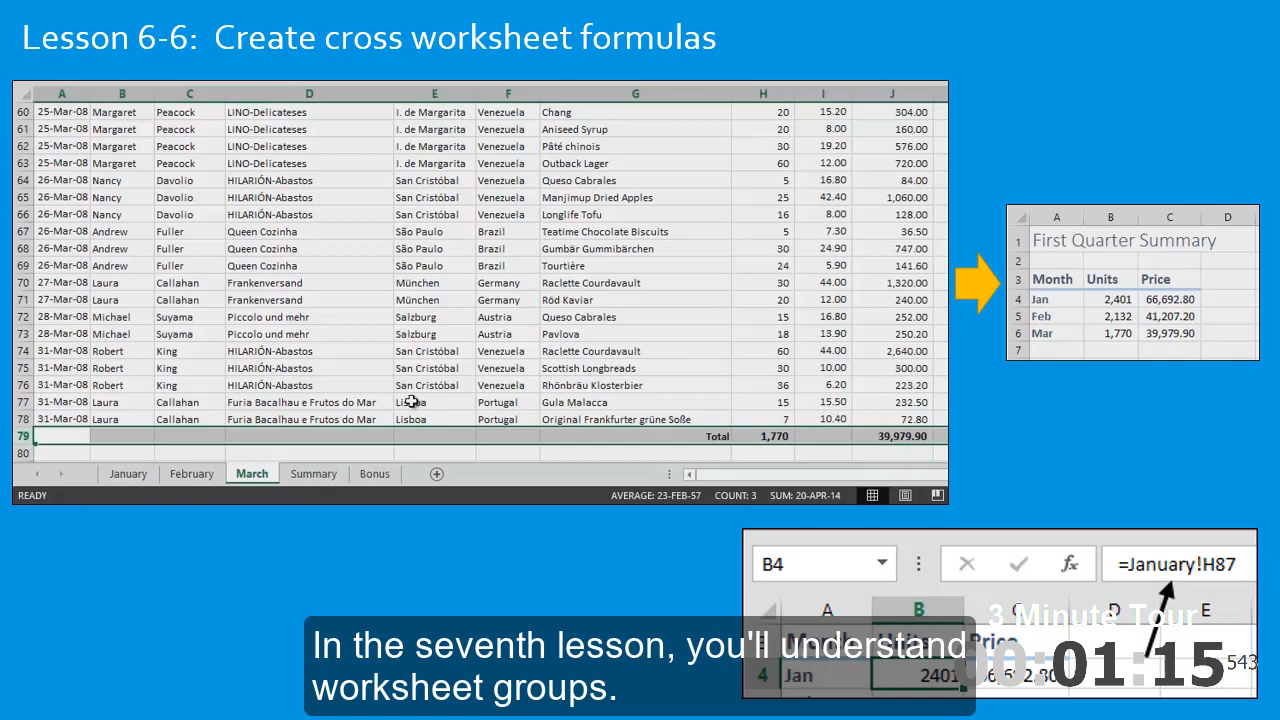 Lesson 6-6: Create cross worksheet formulas
A B C D E F G H I J
60 25-Mar-08 Margaret Peacock LINO-Delicateses I. de Margarita Venezuela Chang 20 15.20 304.00
61 25-Mar-08 Margaret Peacock LINO-Delicateses I. de Margarita Venezuela Aniseed Syrup 20 8.00 160.00
62 25-Mar-08 Margaret Peacock LINO-Delicateses I. de Margarita Venezuela Pâté chinois 30 19.20 576.00
63 25-Mar-08 Margaret Peacock LINO-Delicateses I. de Margarita Venezuela Outback Lager 60 12.00 720.00
64 26-Mar-08 Nancy Davolio HILARIÓN-Abastos San Cristóbal Venezuela Queso Cabrales 5 16.80 84.00
65 26-Mar-08 Nancy Davolio HILARIÓN-Abastos San Cristóbal Venezuela Manjimup Dried Apples 25 42.40 1,060.00
66 26-Mar-08 Nancy Davolio HILARIÓN-Abastos San Cristóbal Venezuela Longlife Tofu 16 8.00 128.00
67 26-Mar-08 Andrew Fuller Queen Cozinha São Paulo Brazil Teatime Chocolate Biscuits 5 7.30 36.50
68 26-Mar-08 Andrew Fuller Queen Cozinha São Paulo Brazil Gumbär Gummibärchen 30 24.90 747.00
69 26-Mar-08 Andrew Fuller Queen Cozinha São Paulo Brazil Tourtière 24 5.90 141.60
70 27-Mar-08 Laura Callahan Frankenversand München Germany Raclette Courdavault 30 44.00 1,320.00
71 27-Mar-08 Laura Callahan Frankenversand München Germany Röd Kaviar 20 12.00 240.00
72 28-Mar-08 Michael Suyama Piccolo und mehr Salzburg Austria Queso Cabrales 15 16.80 252.00
73 28-Mar-08 Michael Suyama Piccolo und mehr Salzburg Austria Pavlova 18 13.90 250.20
74 31-Mar-08 Robert King HILARIÓN-Abastos San Cristóbal Venezuela Raclette Courdavault 60 44.00 2,640.00
75 31-Mar-08 Robert King HILARIÓN-Abastos San Cristóbal Venezuela Scottish Longbreads 30 10.00 300.00
76 31-Mar-08 Robert King HILARIÓN-Abastos San Cristóbal Venezuela Rhönbräu Klosterbier 36 6.20 223.20
77 31-Mar-08 Laura Callahan Furia Bacalhau e Frutos do Mar Lisboa Portugal Gula Malacca 15 15.50 232.50
78 31-Mar-08 Laura Callahan Furia Bacalhau e Frutos do Mar Lisboa Portugal Original Frankfurter grüne Soße 7 10.40 72.80
79 Total 1,770 39,979.90
80
January February March Summary Bonus
READY AVERAGE: 23-FEB-57 COUNT: 3 SUM: 20-APR-14
A B C D
1 First Quarter Summary
2
3 Month Units Price
4 Jan 2,401 66,692.80
5 Feb 2,132 41,207.20
6 Mar 1,770 39,979.90
7
B4 fx =January!H87
A B C D E
Month Units Price
4 Jan 2401 66,692.80
3 Minute Tour
00:01:15
543
In the seventh lesson, you'll understand
worksheet groups.